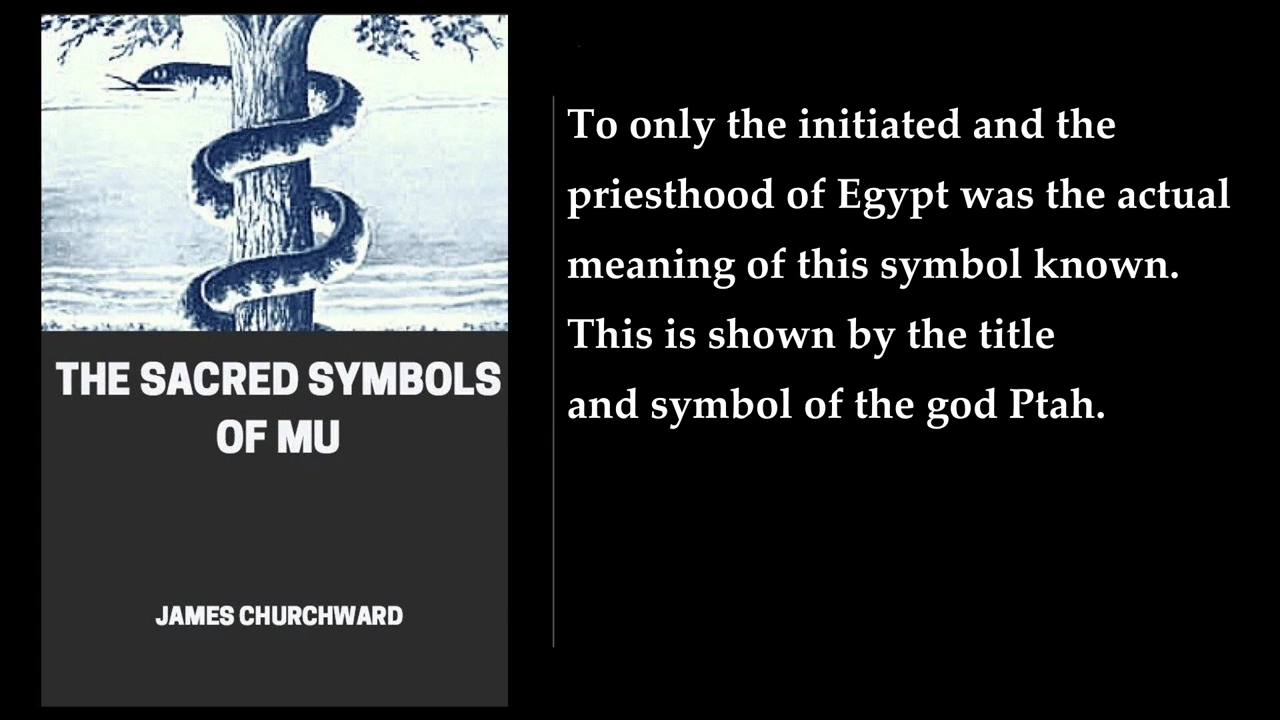 THE SACRED SYMBOLS
OF MU
JAMES CHURCHWARD
To only the initiated and the
priesthood of Egypt was the actual
meaning of this symbol known.
This is shown by the title
and symbol of the god Ptah.